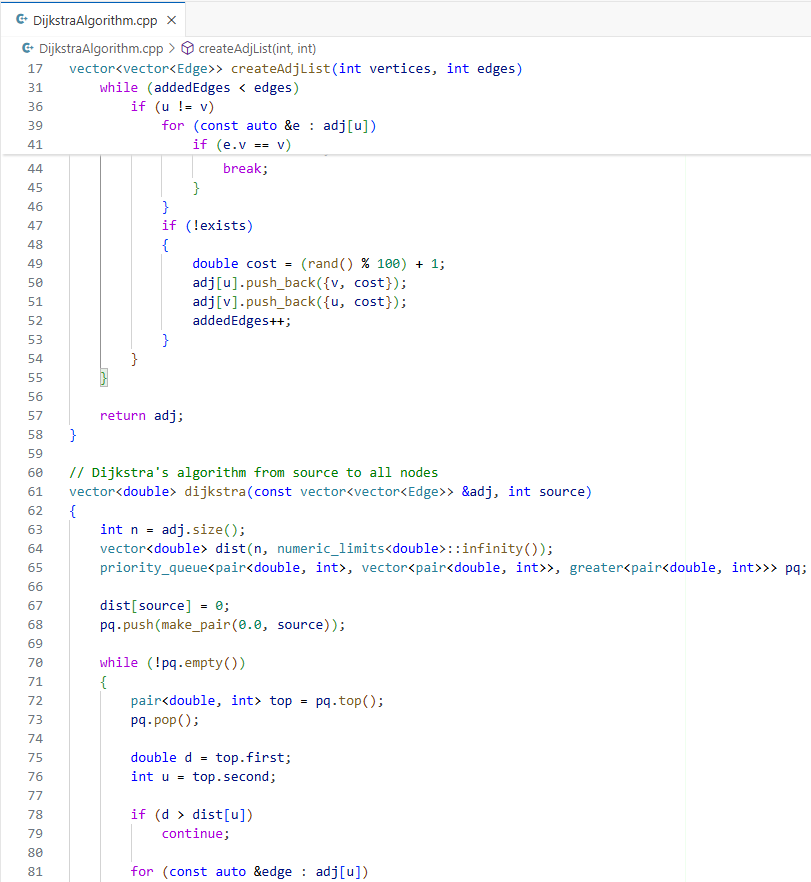 DijkstraAlgorithm.cpp ×
DijkstraAlgorithm.cpp > createAdjList(int, int)
17 vector<vector<Edge>> createAdjList(int vertices, int edges)
31     while (addedEdges < edges)
36         if (u != v)
39             for (const auto &e : adj[u])
41                 if (e.v == v)
44                     break;
45                 }
46             }
47             if (!exists)
48             {
49                 double cost = (rand() % 100) + 1;
50                 adj[u].push_back({v, cost});
51                 adj[v].push_back({u, cost});
52                 addedEdges++;
53             }
54         }
55     }
56
57     return adj;
58 }
59
60 // Dijkstra's algorithm from source to all nodes
61 vector<double> dijkstra(const vector<vector<Edge>> &adj, int source)
62 {
63     int n = adj.size();
64     vector<double> dist(n, numeric_limits<double>::infinity());
65     priority_queue<pair<double, int>, vector<pair<double, int>>, greater<pair<double, int>>> pq;
66
67     dist[source] = 0;
68     pq.push(make_pair(0.0, source));
69
70     while (!pq.empty())
71     {
72         pair<double, int> top = pq.top();
73         pq.pop();
74
75         double d = top.first;
76         int u = top.second;
77
78         if (d > dist[u])
79             continue;
80
81         for (const auto &edge : adj[u])